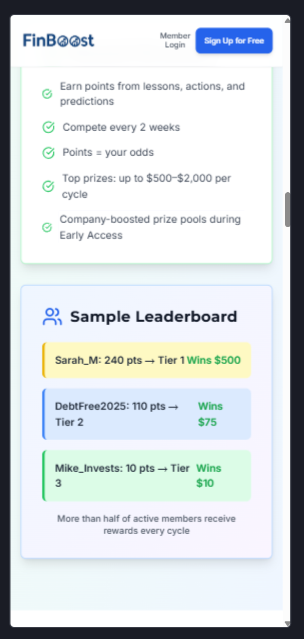 FinBoost
Member
Login
Sign Up for Free
Earn points from lessons, actions, and
predictions
Compete every 2 weeks
Points = your odds
Top prizes: up to $500–$2,000 per
cycle
Company-boosted prize pools during
Early Access
Sample Leaderboard
Sarah_M: 240 pts → Tier 1 Wins $500
DebtFree2025: 110 pts → Wins
Tier 2 $75
Mike_Invests: 10 pts → Tier Wins
3 $10
More than half of active members receive
rewards every cycle